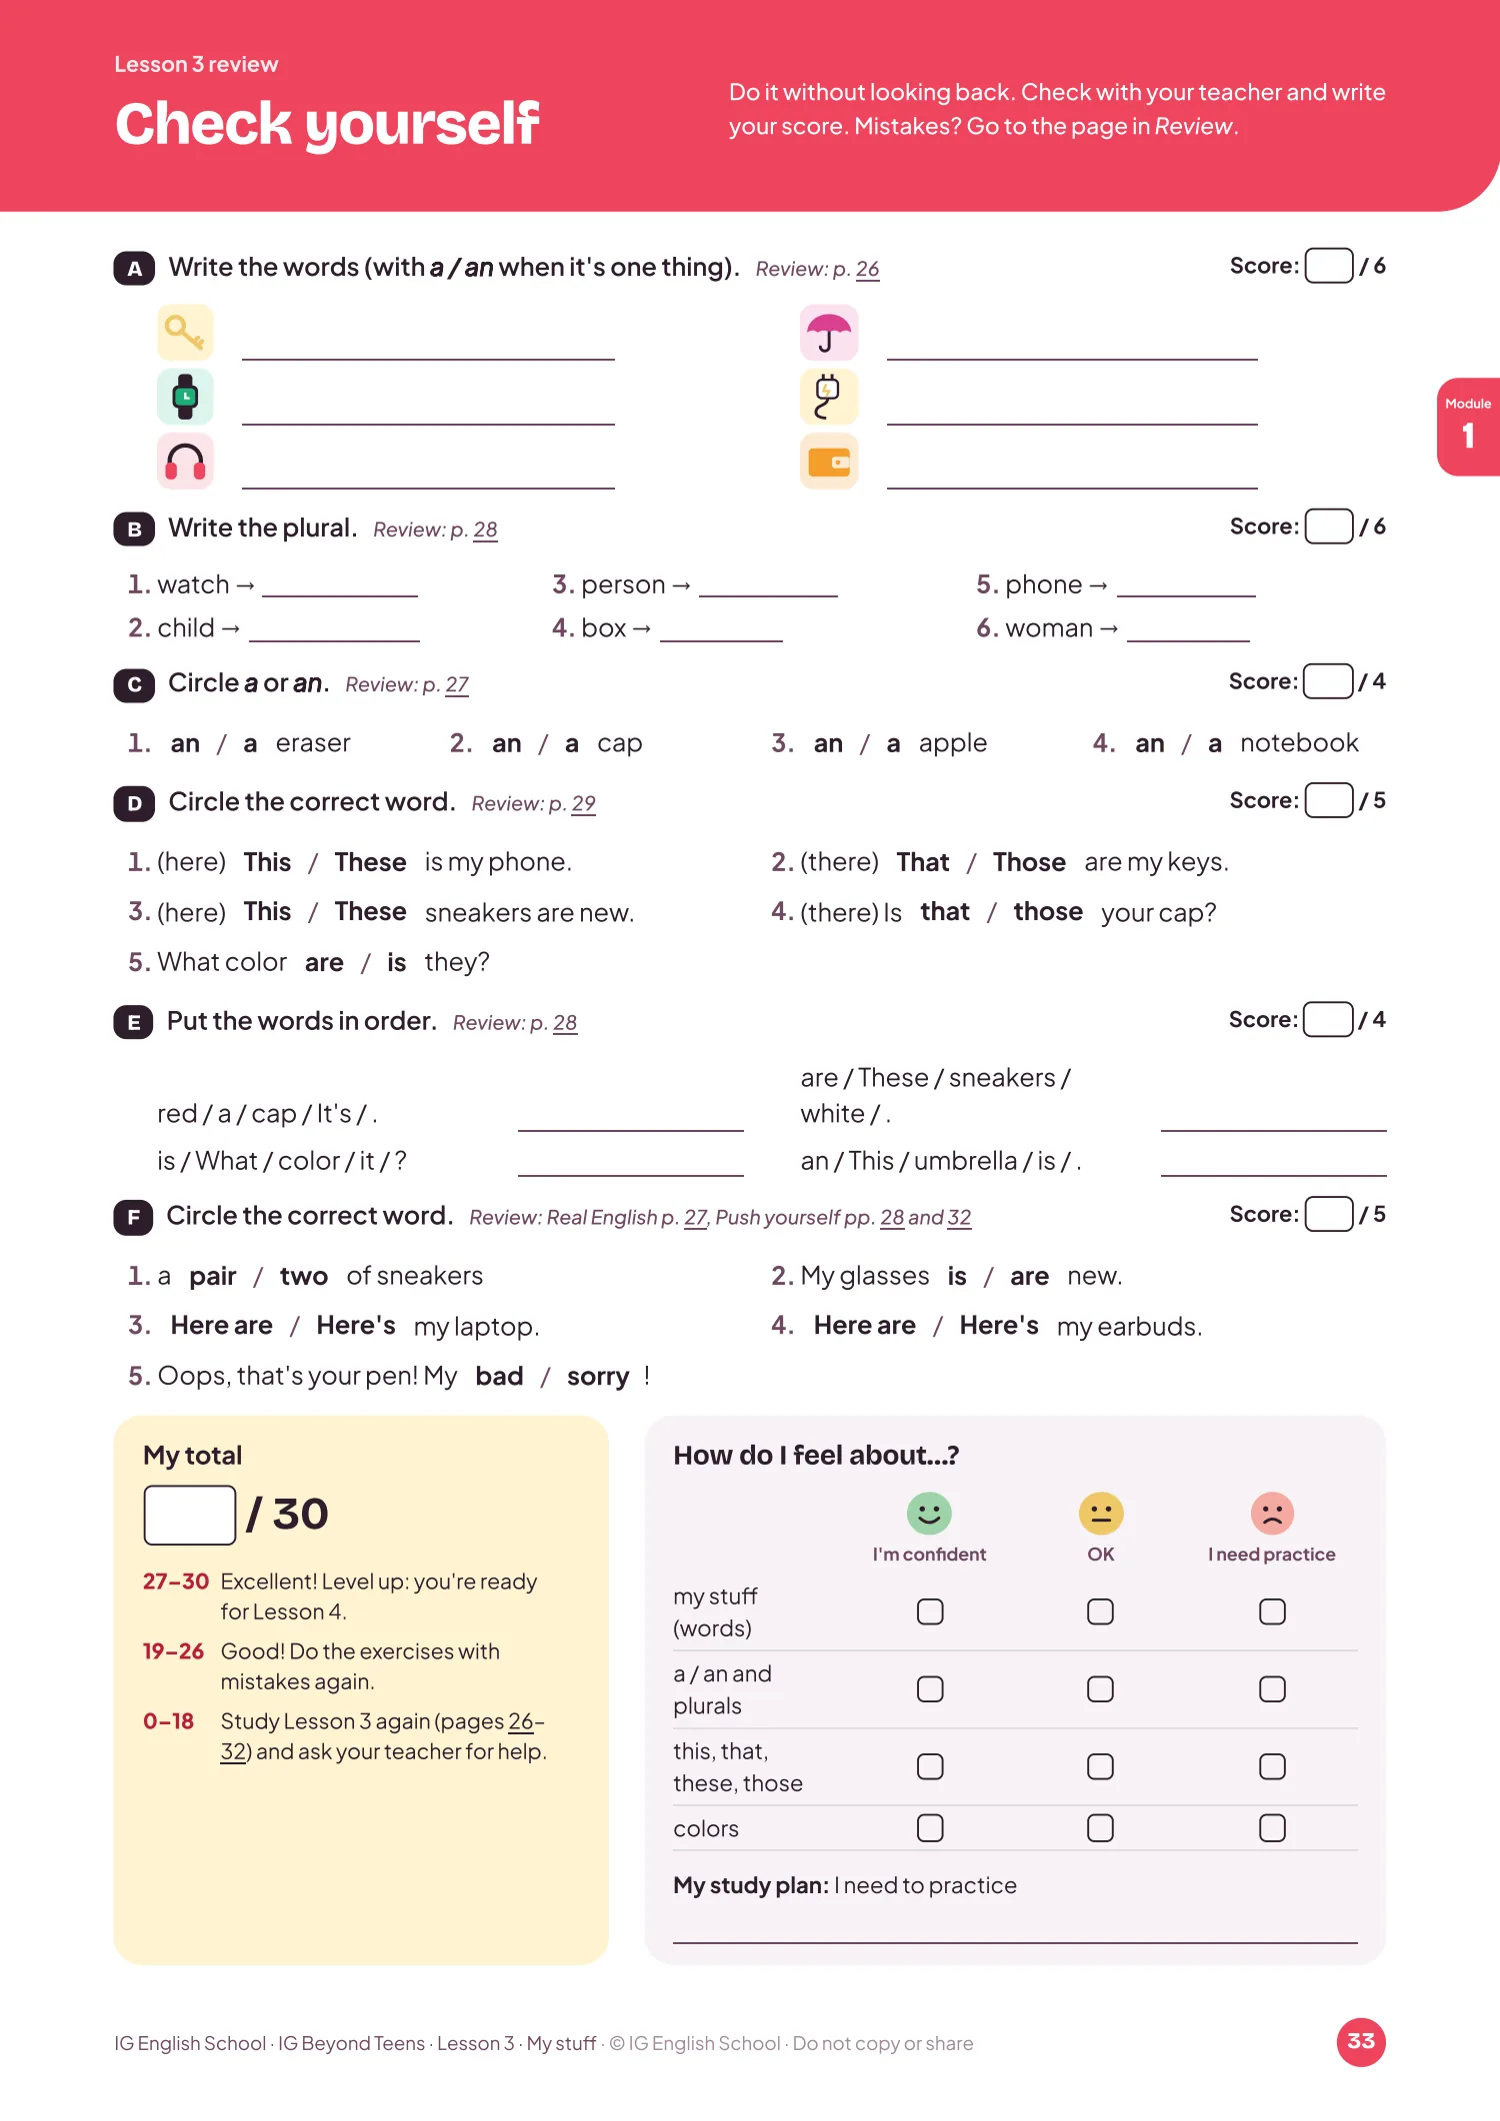 Lesson 3 review
Check yourself
Do it without looking back. Check with your teacher and write
your score. Mistakes? Go to the page in Review.
Module
1
A Write the words (with a / an when it's one thing). Review: p. 26 Score: / 6
B Write the plural. Review: p. 28 Score: / 6
1. watch → 3. person → 5. phone →
2. child → 4. box → 6. woman →
C Circle a or an. Review: p. 27 Score: / 4
1. an / a eraser 2. an / a cap 3. an / a apple 4. an / a notebook
D Circle the correct word. Review: p. 29 Score: / 5
1. (here) This / These is my phone. 2. (there) That / Those are my keys.
3. (here) This / These sneakers are new. 4. (there) Is that / those your cap?
5. What color are / is they?
E Put the words in order. Review: p. 28 Score: / 4
red / a / cap / It's / .
are / These / sneakers /
white / .
is / What / color / it / ?
an / This / umbrella / is / .
F Circle the correct word. Review: Real English p. 27, Push yourself pp. 28 and 32 Score: / 5
1. a pair / two of sneakers 2. My glasses is / are new.
3. Here are / Here's my laptop. 4. Here are / Here's my earbuds.
5. Oops, that's your pen! My bad / sorry !
My total
/ 30
27–30 Excellent! Level up: you're ready
for Lesson 4.
19–26 Good! Do the exercises with
mistakes again.
0–18 Study Lesson 3 again (pages 26–
32) and ask your teacher for help.
How do I feel about...?
I'm confident OK I need practice
my stuff
(words)
a / an and
plurals
this, that,
these, those
colors
My study plan: I need to practice
IG English School · IG Beyond Teens · Lesson 3 · My stuff · © IG English School · Do not copy or share
33